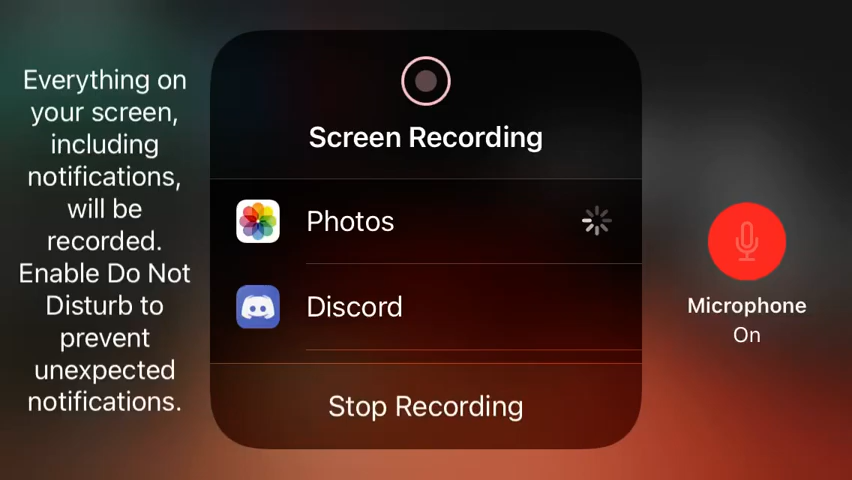 Everything on
your screen,
including
notifications,
will be
recorded.
Enable Do Not
Disturb to
prevent
unexpected
notifications.
Screen Recording
Photos
Discord
Stop Recording
Microphone
On